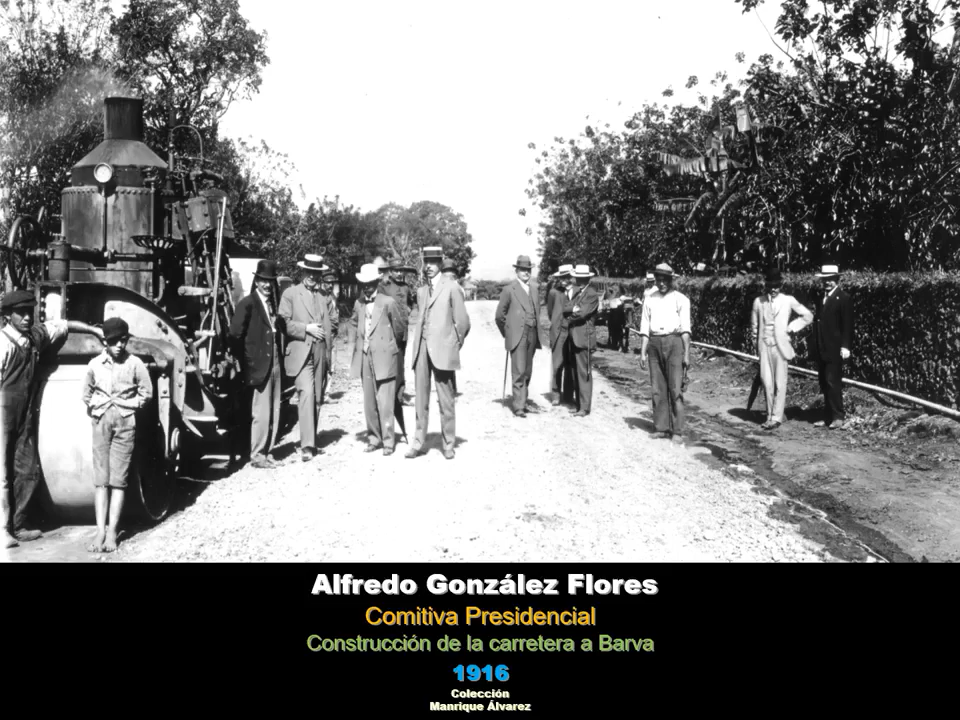 Alfredo González Flores
Comitiva Presidencial
Construcción de la carretera a Barva
1916
Colección
Manrique Álvarez